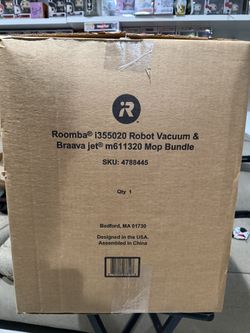 Roomba® i355020 Robot Vacuum &
Braava jet® m611320 Mop Bundle
SKU: 4788445
Qty 1
Bedford, MA 01730
Designed in the USA.
Assembled in China